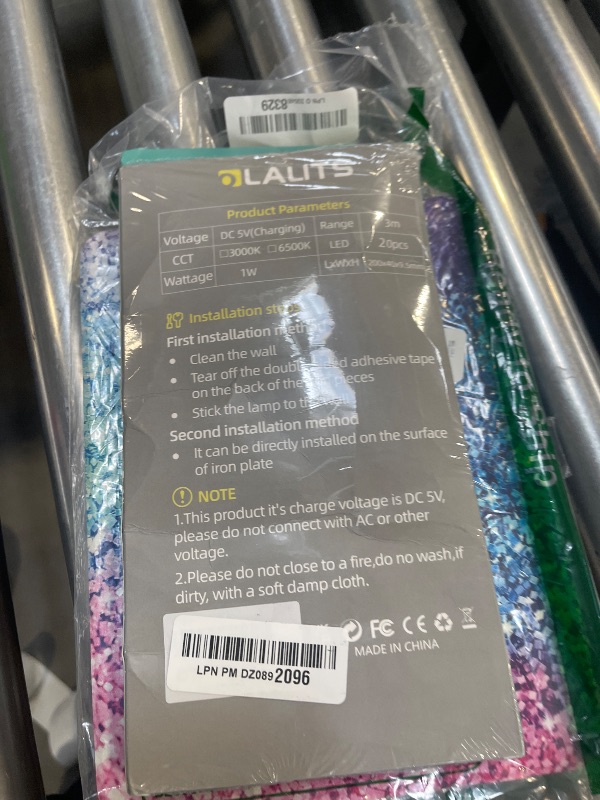 8329
LALITS
Product Parameters
Voltage DC 5V(Charging) Range 3m
CCT □3000K □6500K LED 20pcs
Wattage 1W LxWxH 200x40x9.5mm
Installation
First installation
Clean the wall
Tear off the adhesive tape
on the back of the pieces
Stick the lamp to
Second installation method
It can be directly installed on the surface
of iron plate
NOTE
1.This product it's charge voltage is DC 5V,
please do not connect with AC or other
voltage.
2.Please do not close to a fire,do no wash,if
dirty, with a soft damp cloth.
FC CE
MADE IN CHINA
LPN PM DZ089 2096